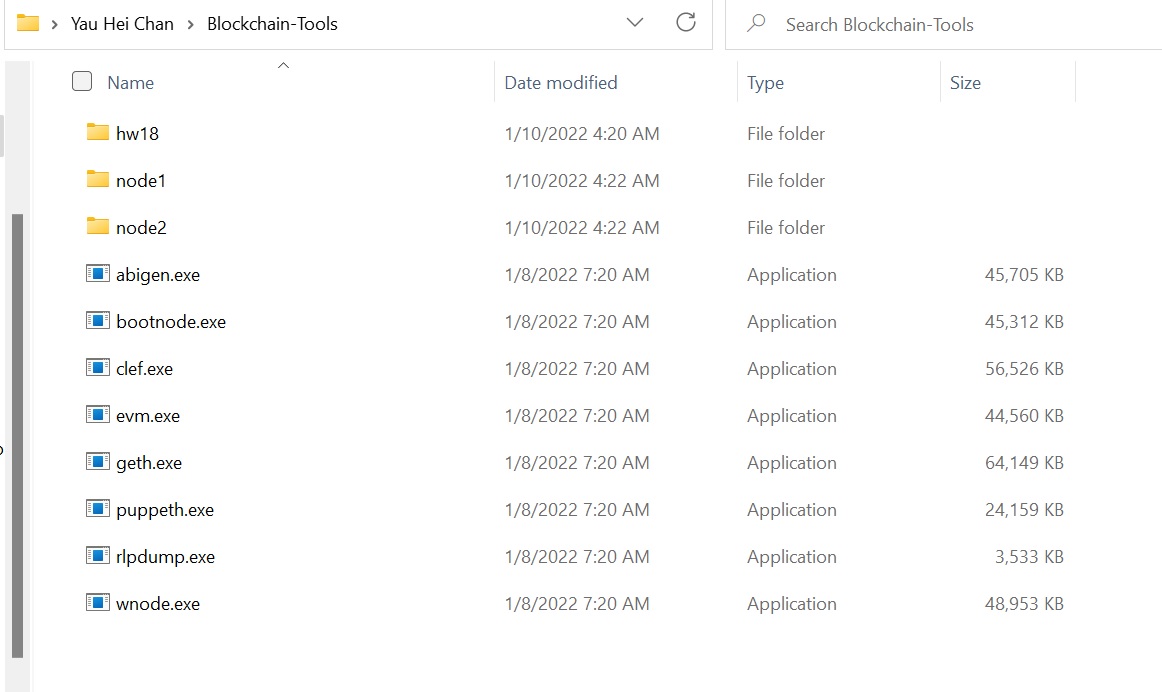 Yau Hei Chan Blockchain-Tools Search Blockchain-Tools
Name Date modified Type Size
hw18 1/10/2022 4:20 AM File folder
node1 1/10/2022 4:22 AM File folder
node2 1/10/2022 4:22 AM File folder
abigen.exe 1/8/2022 7:20 AM Application 45,705 KB
bootnode.exe 1/8/2022 7:20 AM Application 45,312 KB
clef.exe 1/8/2022 7:20 AM Application 56,526 KB
evm.exe 1/8/2022 7:20 AM Application 44,560 KB
geth.exe 1/8/2022 7:20 AM Application 64,149 KB
puppeth.exe 1/8/2022 7:20 AM Application 24,159 KB
rlpdump.exe 1/8/2022 7:20 AM Application 3,533 KB
wnode.exe 1/8/2022 7:20 AM Application 48,953 KB